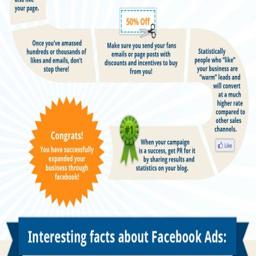 also like
your page.
50% Off
Once you've amassed
hundreds or thousands of
likes and emails, don't
stop there!
Make sure you send your fans
emails or page posts with
discounts and incentives to buy
from you!
Statistically
people who "like"
your business are
"warm" leads and
will convert
at a much
higher rate
compared to
other sales
channels.
Like
Congrats!
You have successfully
expanded your
business through
facebook!
#1
When your campaign
is a success, get PR for it
by sharing results and
statistics on your blog.
Interesting facts about Facebook Ads: